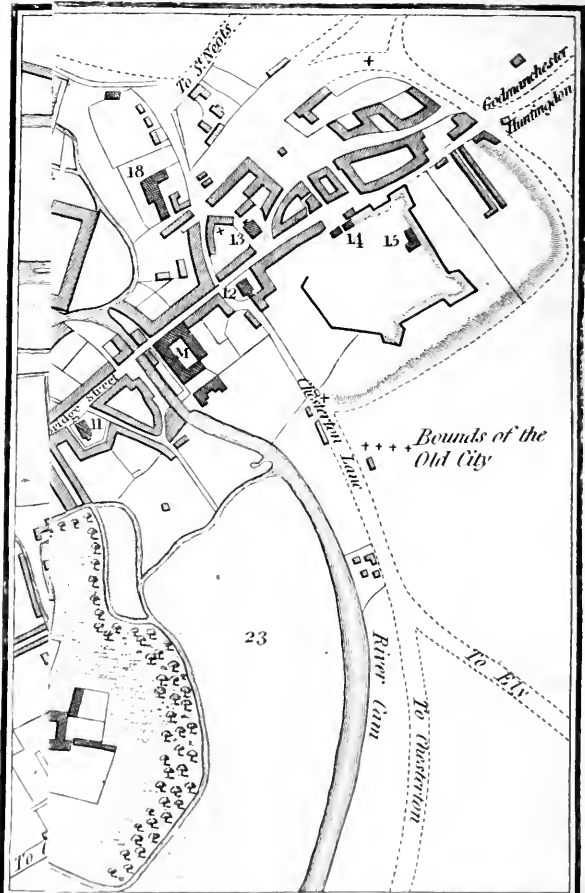 To St Neots
Godmanchester
Huntingdon
18
13
14
15
12
Bridge Street
11
Chesterton Lane
Bounds of the
Old City
23
River Cam
To Ely
To Chesterton
To